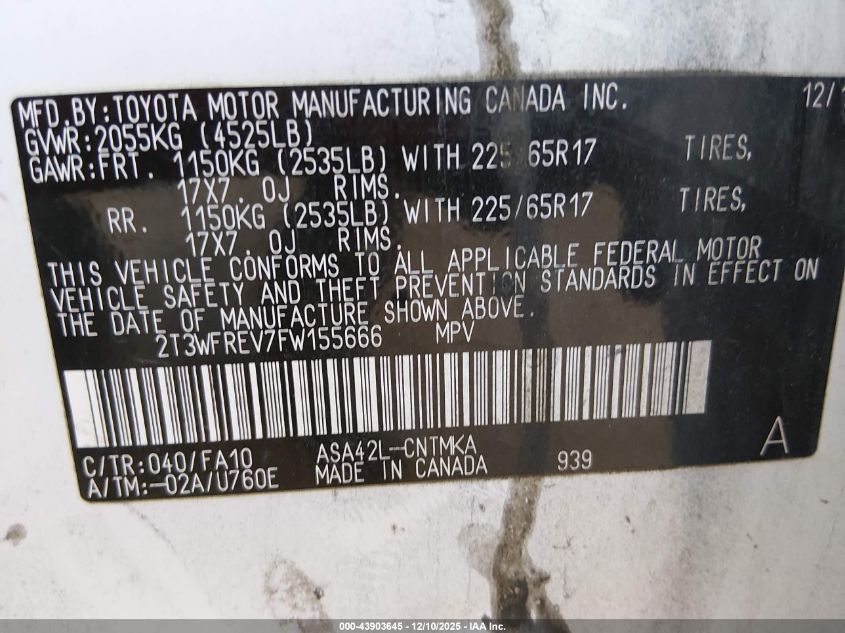 MFD.BY:TOYOTA MOTOR MANUFACTURING CANADA INC. 12/1
GVWR:2055KG (4525LB)
GAWR:FRT. 1150KG (2535LB) WITH 225/65R17 TIRES,
17X7.0J RIMS.
RR. 1150KG (2535LB) WITH 225/65R17 TIRES,
17X7.0J RIMS.
THIS VEHICLE CONFORMS TO ALL APPLICABLE FEDERAL MOTOR
VEHICLE SAFETY AND THEFT PREVENTION STANDARDS IN EFFECT ON
THE DATE OF MANUFACTURE SHOWN ABOVE.
2T3WFREV7FW155666 MPV
C/TR:040/FA10 ASA42L-CNTMKA A
A/TM:-02A/U760E MADE IN CANADA 939
000-43903645 - 12/10/2025 - IAA Inc.